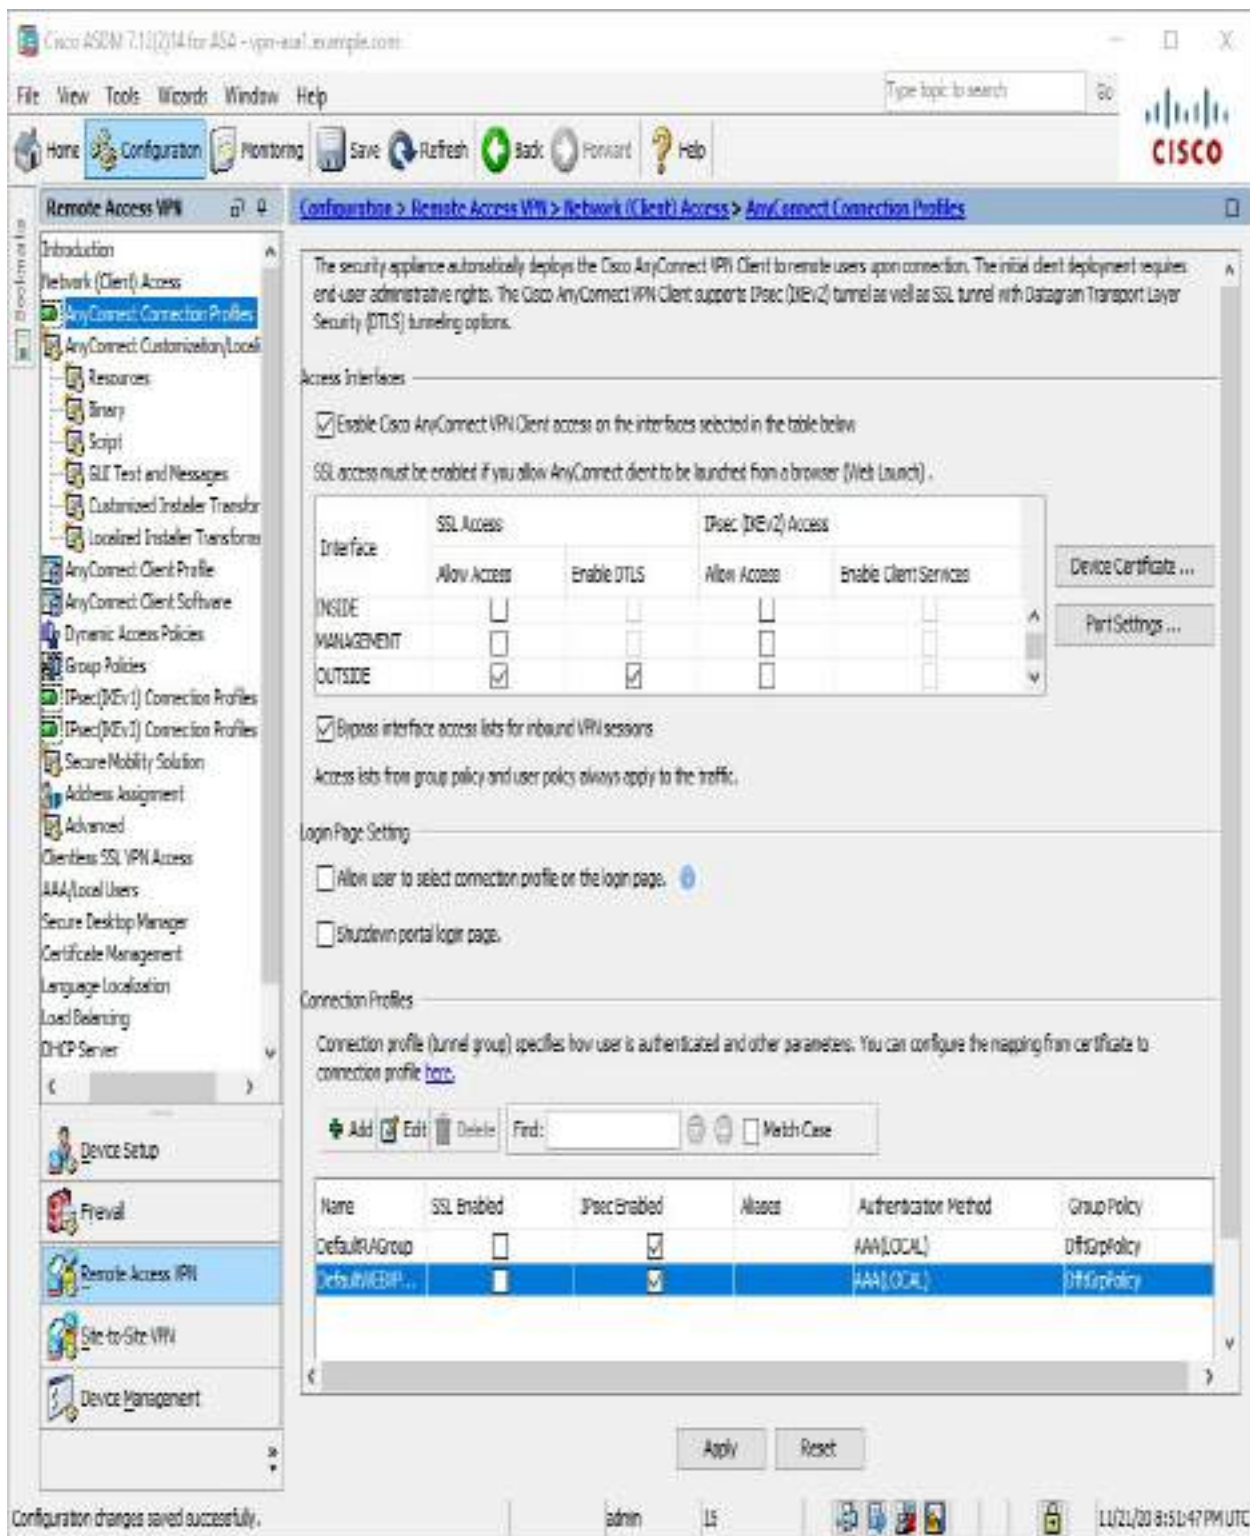 Cisco ASDM 7.13(2)14 for ASA - vpn-asa1.example.com
File View Tools Wizards Window Help
Type topic to search
Go
CISCO
Home Configuration Monitoring Save Refresh Back Forward Help
Bookmarks
Remote Access VPN
Introduction
Network (Client) Access
AnyConnect Connection Profiles
AnyConnect Customization/Locali
Resources
Binary
Script
GUI Text and Messages
Customized Installer Transfor
Localized Installer Transforms
AnyConnect Client Profile
AnyConnect Client Software
Dynamic Access Policies
Group Policies
IPsec(IKEv1) Connection Profiles
Connection Profiles
Secure Mobility Solution
Address Assignment
Advanced
Clientless SSL VPN Access
AAA/Local Users
Secure Desktop Manager
Certificate Management
Language Localization
Load Balancing
DHCP Server
Device Setup
Firewall
Remote Access VPN
Site-to-Site VPN
Device Management
Configuration > Remote Access VPN > Network (Client) Access > AnyConnect Connection Profiles
The security appliance automatically deploys the Cisco AnyConnect VPN Client to remote users upon connection. The initial client deployment requires
end-user administrative rights. The Cisco AnyConnect VPN Client supports IPsec (IKEv2) tunnel as well as SSL tunnel with Datagram Transport Layer
Security (DTLS) tunneling options.
Access Interfaces
Enable Cisco AnyConnect VPN Client access on the interfaces selected in the table below
SSL access must be enabled if you allow AnyConnect client to be launched from a browser (Web Launch) .
Interface
SSL Access
IPsec (IKEv2) Access
Allow Access Enable DTLS Allow Access Enable Client Services
INSIDE
MANAGEMENT
OUTSIDE
Device Certificate ...
Port Settings ...
Bypass interface access lists for inbound VPN sessions
Access lists from group policy and user policy always apply to the traffic.
Login Page Setting
Allow user to select connection profile on the login page.
Shutdown portal login page.
Connection Profiles
Connection profile (tunnel group) specifies how user is authenticated and other parameters. You can configure the mapping from certificate to
connection profile here.
Add Edit Delete Find: Match Case
Name SSL Enabled IPsec Enabled Aliases Authentication Method Group Policy
DefaultRAGroup AAA(LOCAL) DfltGrpPolicy
DefaultWEBVP... AAA(LOCAL) DfltGrpPolicy
Apply Reset
Configuration changes saved successfully.
admin
15
11/21/20 8:51:47 PM UTC